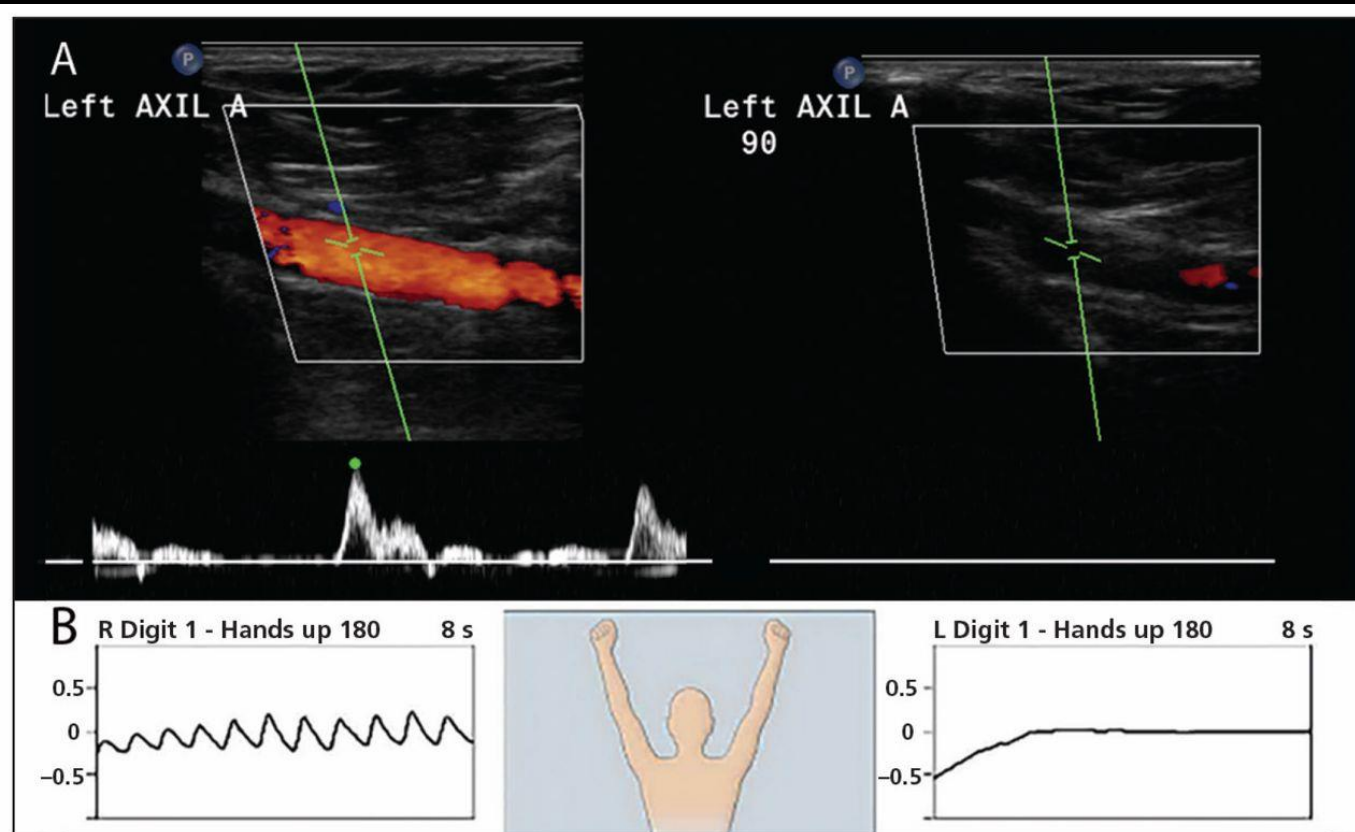 A
P
Left AXIL A
P
Left AXIL A
90
B
R Digit 1 - Hands up 180 8 s
0.5
0
–0.5
L Digit 1 - Hands up 180 8 s
0.5
0
–0.5